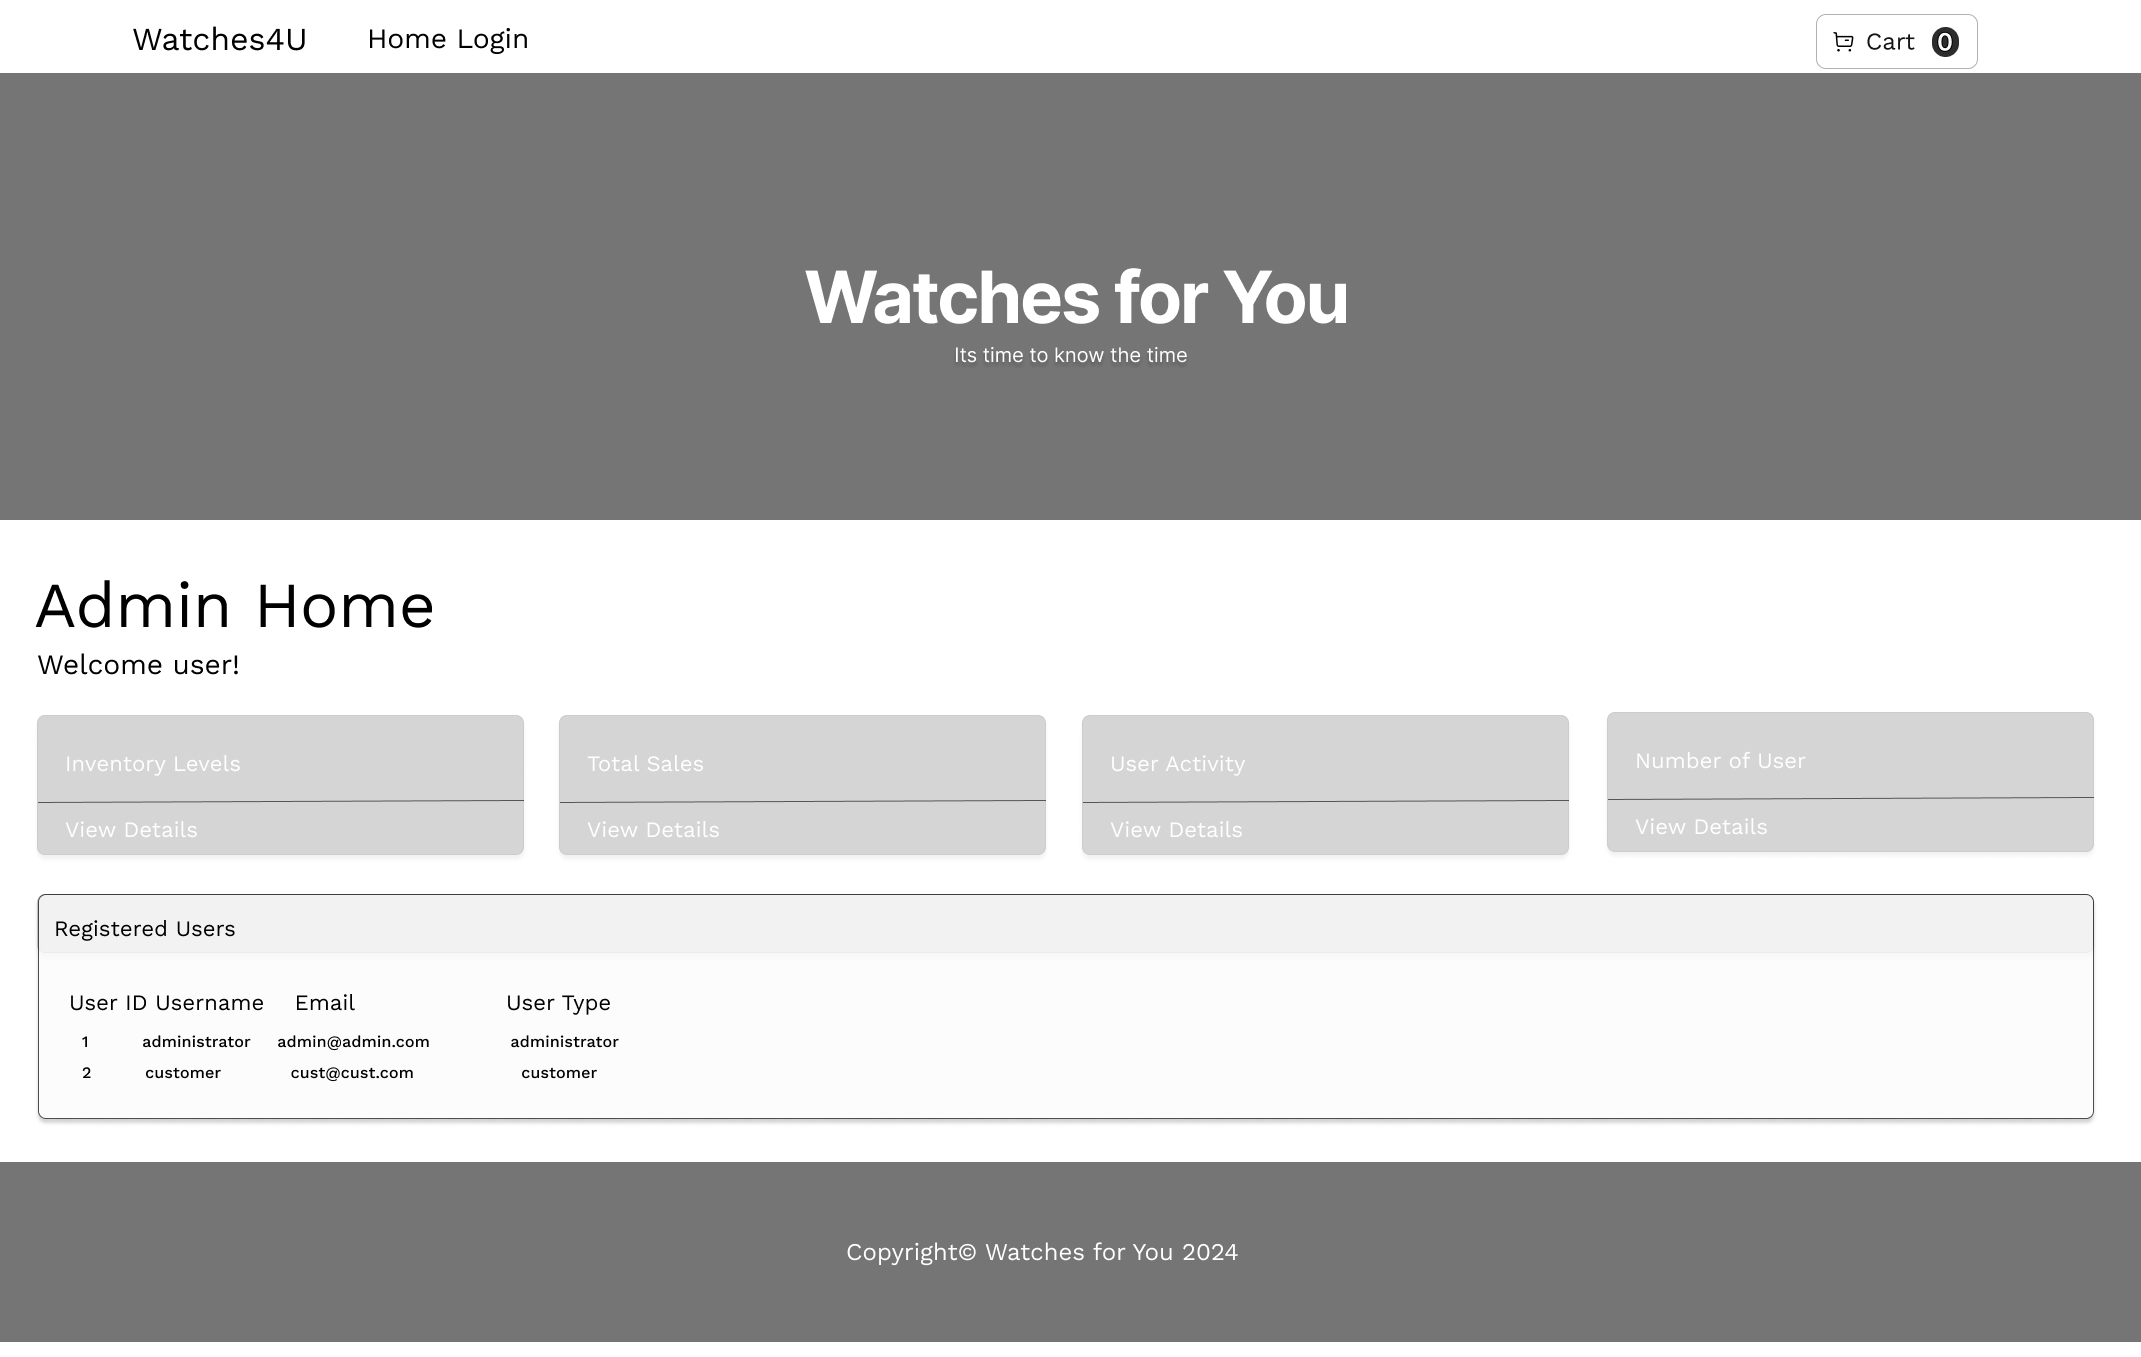 Watches4U Home Login Cart 0
Watches for You
Its time to know the time
Admin Home
Welcome user!
Inventory Levels
View Details
Total Sales
View Details
User Activity
View Details
Number of User
View Details
Registered Users
User ID Username Email User Type
1 administrator admin@admin.com administrator
2 customer cust@cust.com customer
Copyright© Watches for You 2024